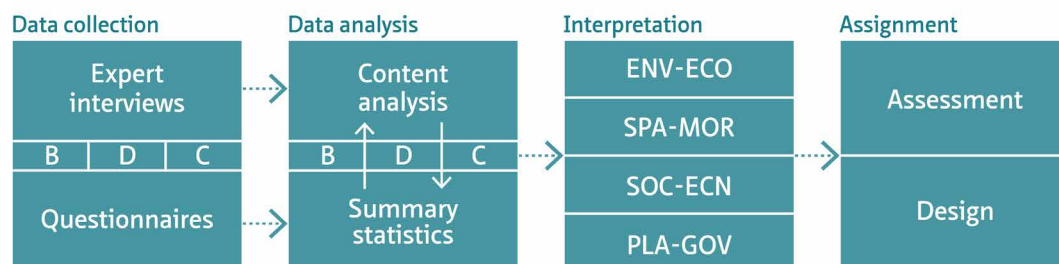 Data collection
Expert
interviews
B D C
Questionnaires
Data analysis
Content
analysis
B D C
Summary
statistics
Interpretation
ENV-ECO
SPA-MOR
SOC-ECN
PLA-GOV
Assignment
Assessment
Design